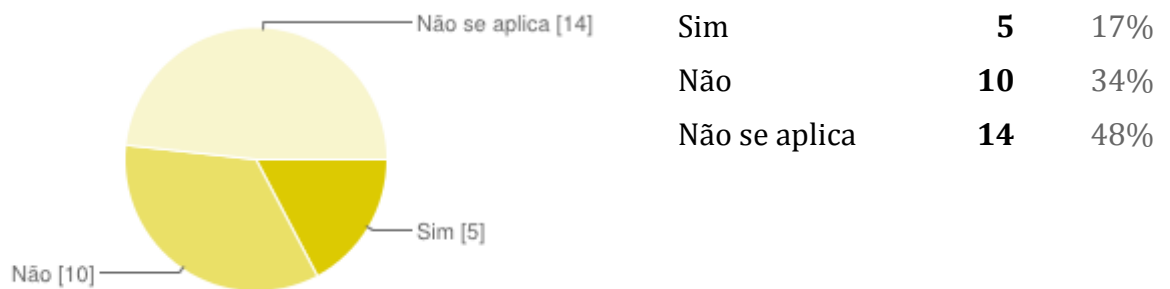 Não se aplica [14]
Sim [5]
Não [10]
Sim 5 17%
Não 10 34%
Não se aplica 14 48%